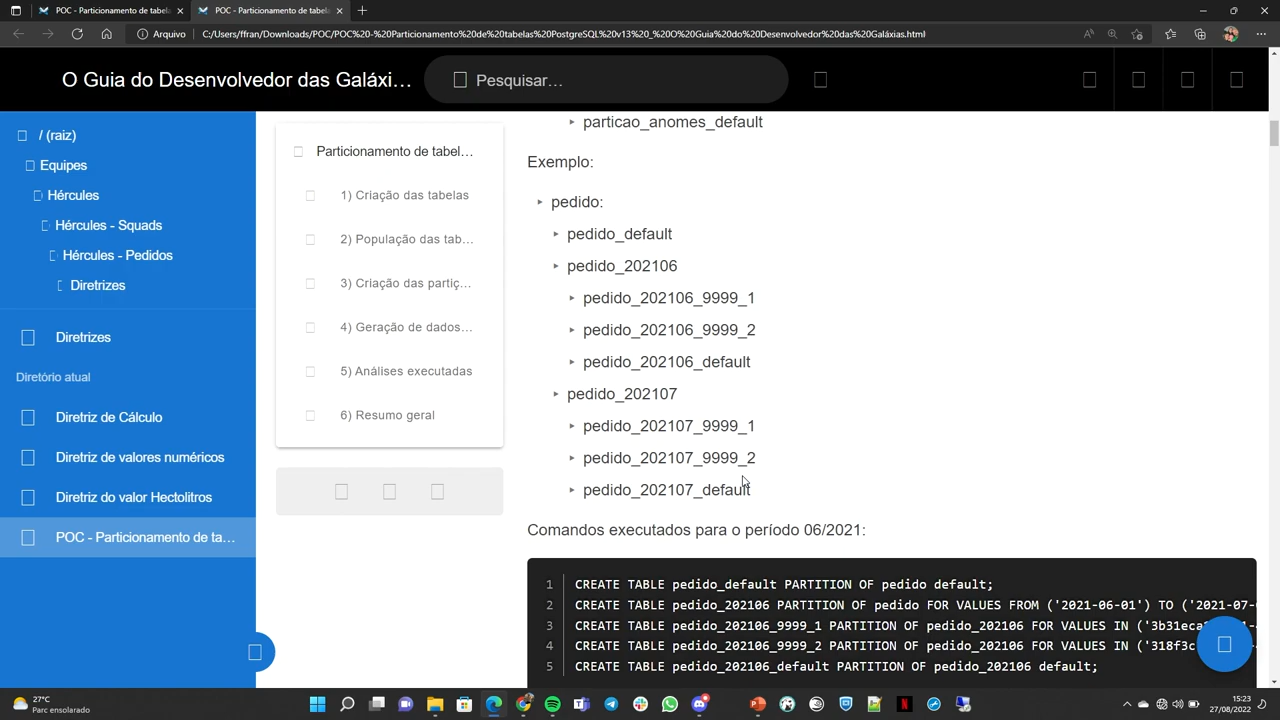 POC - Particionamento de tabela
POC - Particionamento de tabela
Arquivo
C:/Users/ffran/Downloads/POC/POC%20-%20Particionamento%20de%20tabelas%20PostgreSQL%20v13%20_%20O%20Guia%20do%20Desenvolvedor%20das%20Galáxias.html
O Guia do Desenvolvedor das Galáxi…
Pesquisar…
/ (raiz)
Equipes
Hércules
Hércules - Squads
Hércules - Pedidos
Diretrizes
Diretrizes
Diretório atual
Diretriz de Cálculo
Diretriz de valores numéricos
Diretriz do valor Hectolitros
POC - Particionamento de ta…
Particionamento de tabel…
1) Criação das tabelas
2) População das tab…
3) Criação das partiç…
4) Geração de dados…
5) Análises executadas
6) Resumo geral
particao_anomes_default
Exemplo:
pedido:
pedido_default
pedido_202106
pedido_202106_9999_1
pedido_202106_9999_2
pedido_202106_default
pedido_202107
pedido_202107_9999_1
pedido_202107_9999_2
pedido_202107_default
Comandos executados para o período 06/2021:
1 CREATE TABLE pedido_default PARTITION OF pedido default;
2 CREATE TABLE pedido_202106 PARTITION OF pedido FOR VALUES FROM ('2021-06-01') TO ('2021-07-0
3 CREATE TABLE pedido_202106_9999_1 PARTITION OF pedido_202106 FOR VALUES IN ('3b31eca
4 CREATE TABLE pedido_202106_9999_2 PARTITION OF pedido_202106 FOR VALUES IN ('318f3c
5 CREATE TABLE pedido_202106_default PARTITION OF pedido_202106 default;
27°C
Parc ensolarado
15:23
27/08/2022